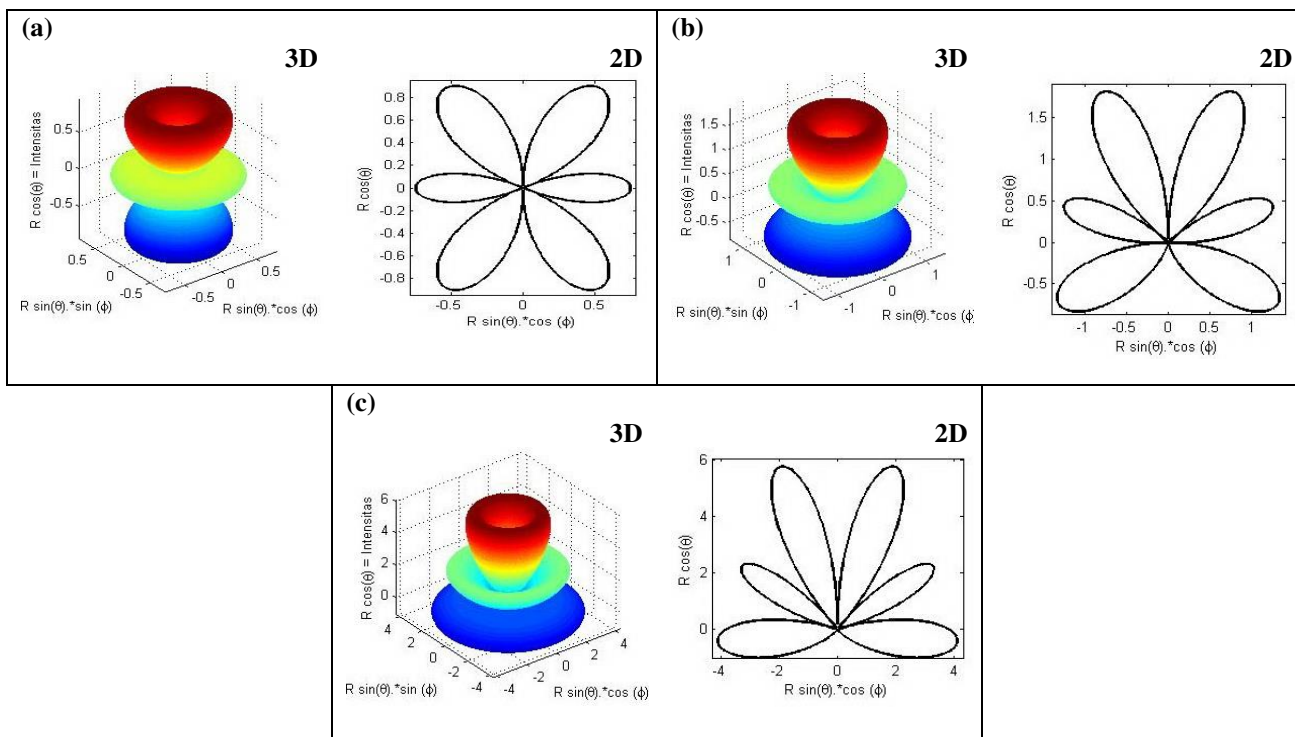 (a)
3D
2D
R cos(θ) = Intensitas
0.5
0
-0.5
0.5
0
-0.5
-0.5
0
0.5
R sin(θ).*sin (ϕ)
R sin(θ).*cos (ϕ)
R cos(θ)
0.8
0.6
0.4
0.2
0
-0.2
-0.4
-0.6
-0.8
-0.5
0
0.5
R sin(θ).*cos (ϕ)
(b)
3D
2D
R cos(θ) = Intensitas
1.5
1
0.5
0
-0.5
1
0
-1
-1
0
1
R sin(θ).*sin (ϕ)
R sin(θ).*cos (ϕ
R cos(θ)
1.5
1
0.5
0
-0.5
-1
-0.5
0
0.5
1
R sin(θ).*cos (ϕ)
(c)
3D
2D
R cos(θ) = Intensitas
6
4
2
0
4
2
0
-2
-4
-4
-2
0
2
4
R sin(θ).*sin (ϕ)
R sin(θ).*cos (ϕ)
R cos(θ)
6
4
2
0
-4
-2
0
2
4
R sin(θ).*cos (ϕ)